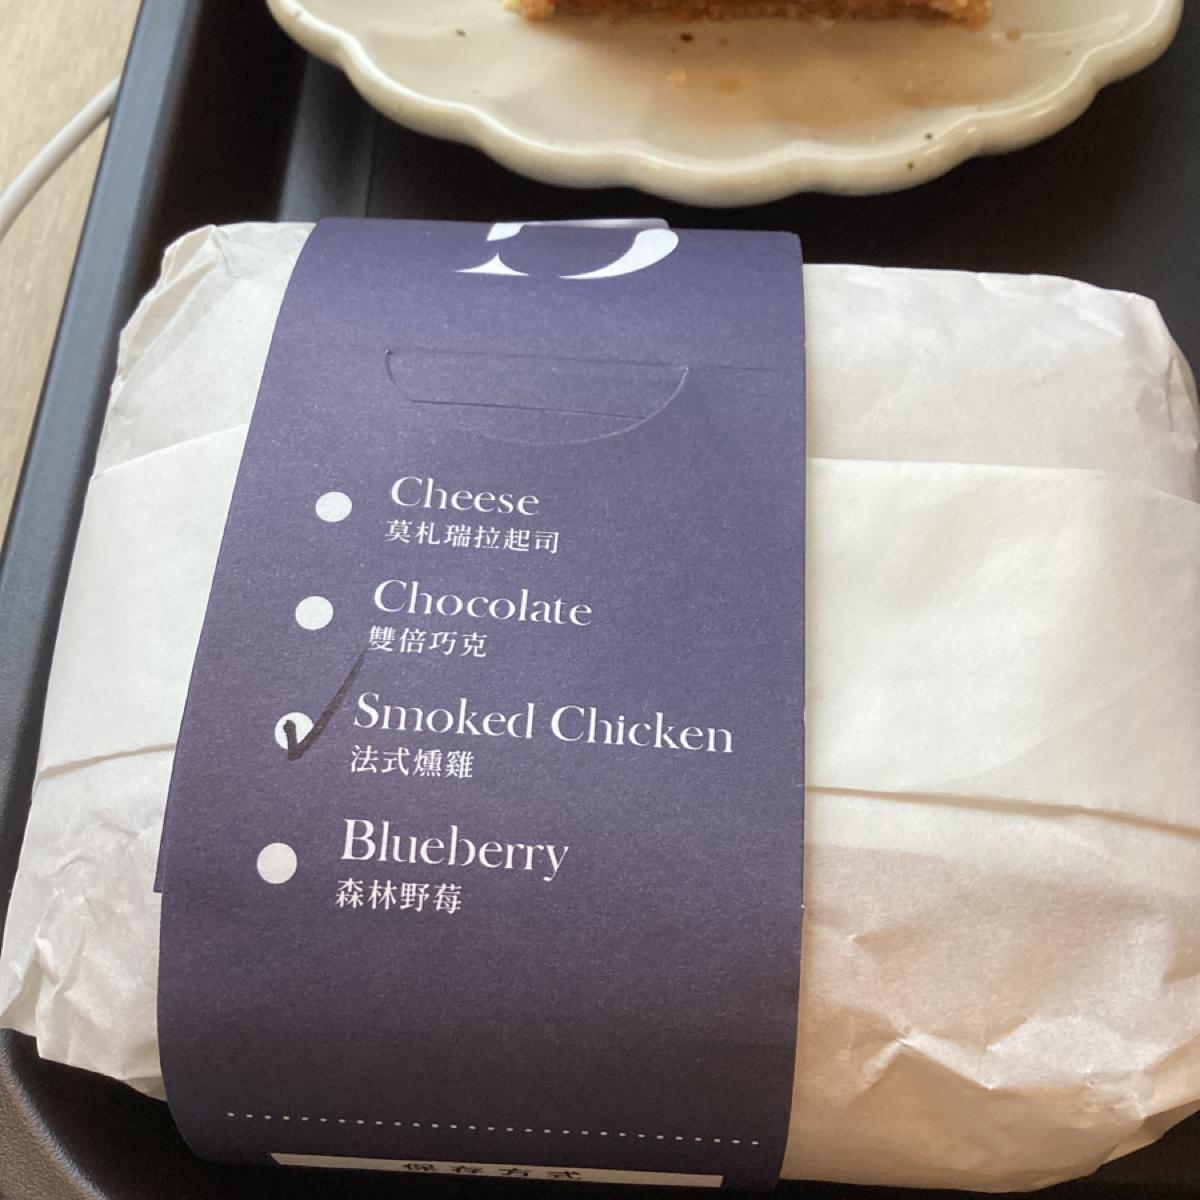 Cheese
莫札瑞拉起司
Chocolate
雙倍巧克
Smoked Chicken
法式燻雞
Blueberry
森林野莓
保存方式